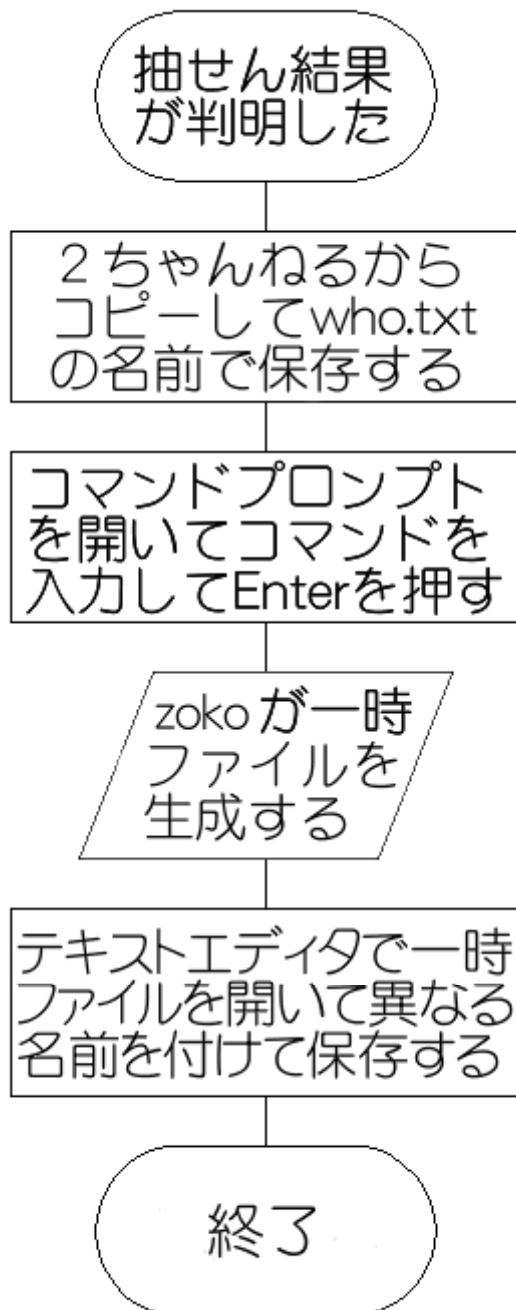 抽せん結果
が判明した
２ちゃんねるから
コピーしてwho.txt
の名前で保存する
コマンドプロンプト
を開いてコマンドを
入力してEnterを押す
zokoが一時
ファイルを
生成する
テキストエディタで一時
ファイルを開いて異なる
名前を付けて保存する
終了